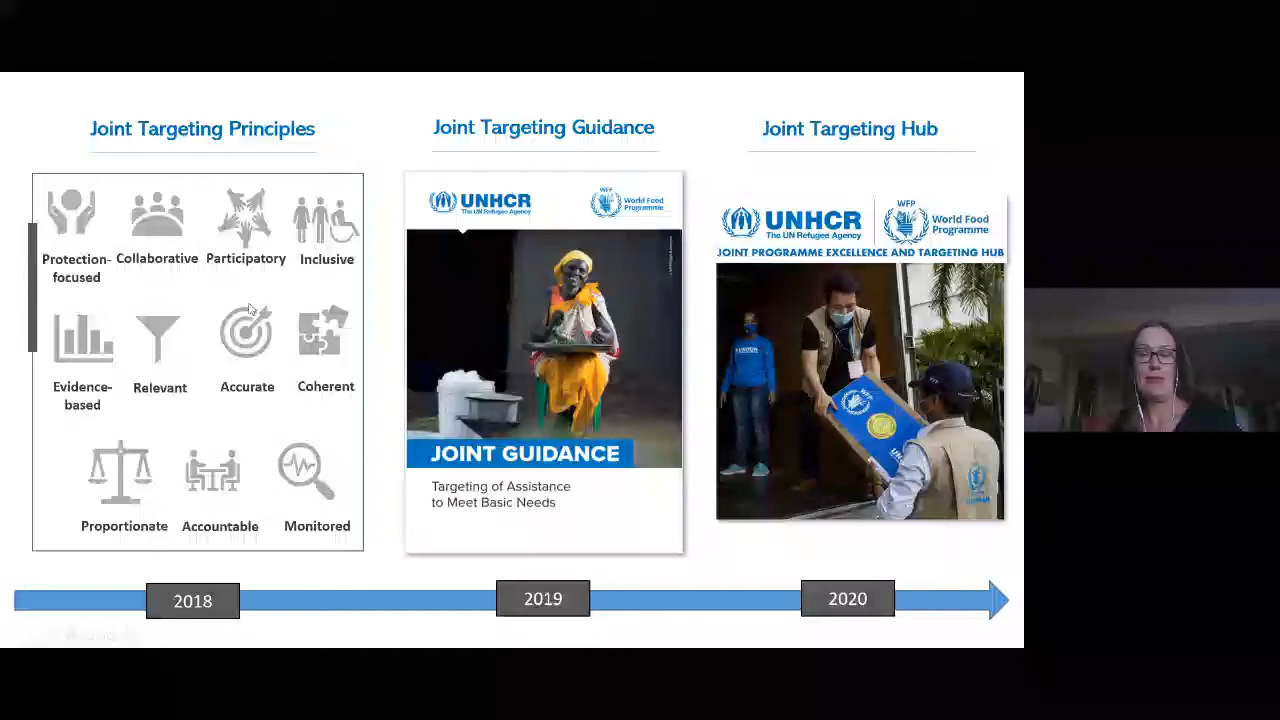 Joint Targeting Principles
Protection-
focused
Collaborative
Participatory
Inclusive
Evidence-
based
Relevant
Accurate
Coherent
Proportionate
Accountable
Monitored
Joint Targeting Guidance
UNHCR
The UN Refugee Agency
WFP
World Food
Programme
JOINT GUIDANCE
Targeting of Assistance
to Meet Basic Needs
Joint Targeting Hub
UNHCR
The UN Refugee Agency
WFP
World Food
Programme
JOINT PROGRAMME EXCELLENCE AND TARGETING HUB
UNHCR
WFP
2018
2019
2020